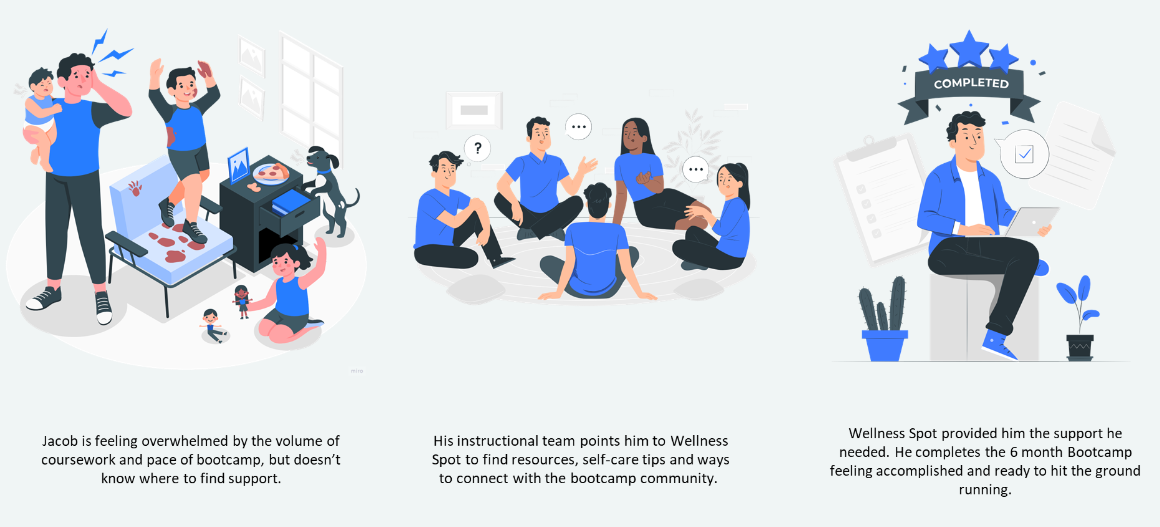 COMPLETED
?
miro
Jacob is feeling overwhelmed by the volume of
coursework and pace of bootcamp, but doesn't
know where to find support.
His instructional team points him to Wellness
Spot to find resources, self-care tips and ways
to connect with the bootcamp community.
Wellness Spot provided him the support he
needed. He completes the 6 month Bootcamp
feeling accomplished and ready to hit the ground
running.